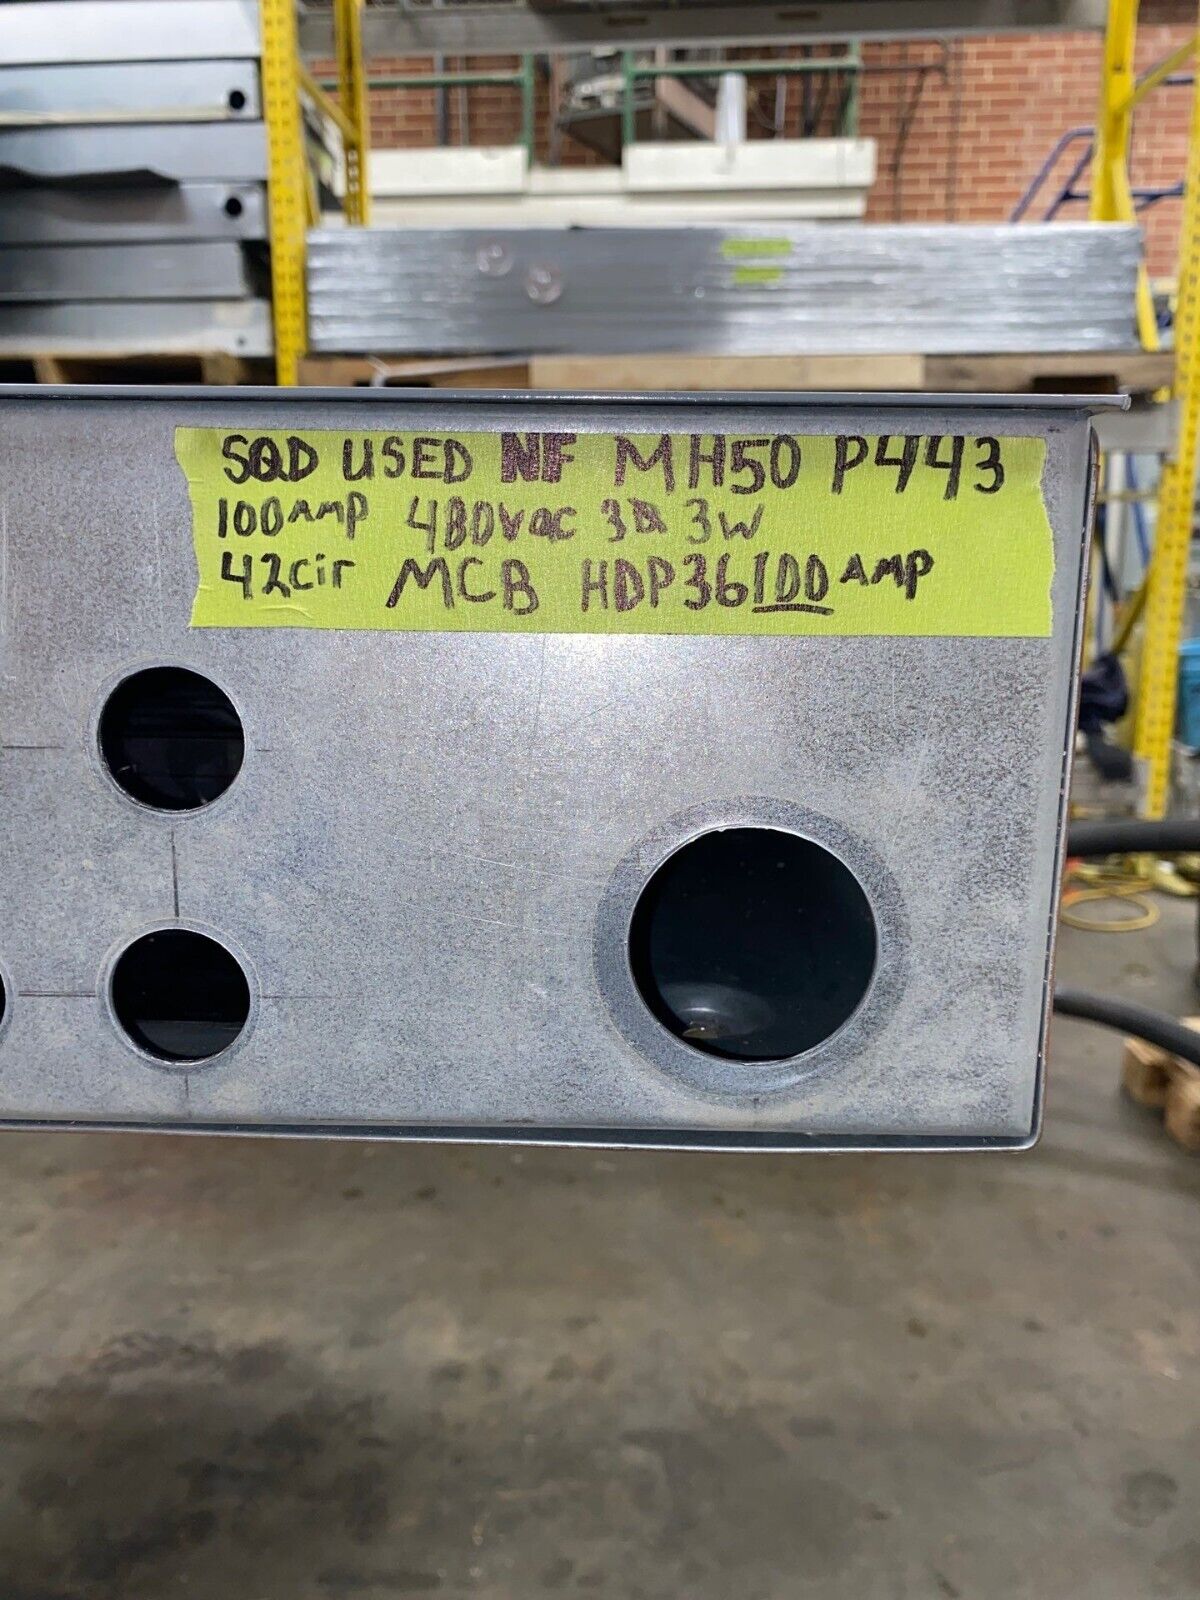 SQD USED NF MH50 P443
100AMP 480VAC 3Ø 3W
42Cir MCB HDP36100AMP